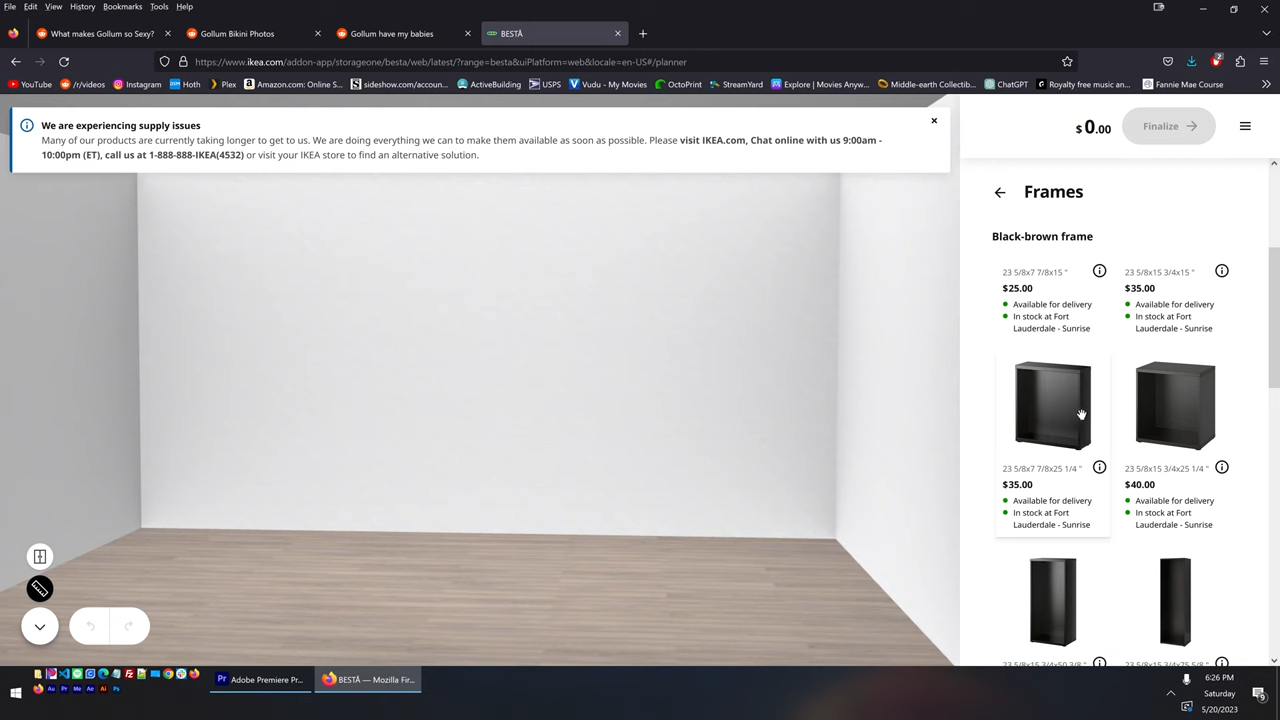 File Edit View History Bookmarks Tools Help
What makes Gollum so Sexy?
Gollum Bikini Photos
Gollum have my babies
BESTÅ
https://www.ikea.com/addon-app/storageone/besta/web/latest/?range=besta&uiPlatform=web&locale=en-US#/planner
2
YouTube r/r/videos Instagram Hoth Plex Amazon.com: Online S... sideshow.com/accoun... ActiveBuilding USPS Vudu - My Movies OctoPrint StreamYard Explore | Movies Anyw... Middle-earth Collectib... ChatGPT Royalty free music an... Fannie Mae Course
We are experiencing supply issues
Many of our products are currently taking longer to get to us. We are doing everything we can to make them available as soon as possible. Please visit IKEA.com, Chat online with us 9:00am -
10:00pm (ET), call us at 1-888-888-IKEA(4532) or visit your IKEA store to find an alternative solution.
$0.00
Finalize
Frames
Black-brown frame
23 5/8x7 7/8x15 "
$25.00
Available for delivery
In stock at Fort
Lauderdale - Sunrise
23 5/8x15 3/4x15 "
$35.00
Available for delivery
In stock at Fort
Lauderdale - Sunrise
23 5/8x7 7/8x25 1/4 "
$35.00
Available for delivery
In stock at Fort
Lauderdale - Sunrise
23 5/8x15 3/4x25 1/4 "
$40.00
Available for delivery
In stock at Fort
Lauderdale - Sunrise
Adobe Premiere Pr...
BESTÅ — Mozilla Fir...
6:26 PM
Saturday
5/20/2023
9